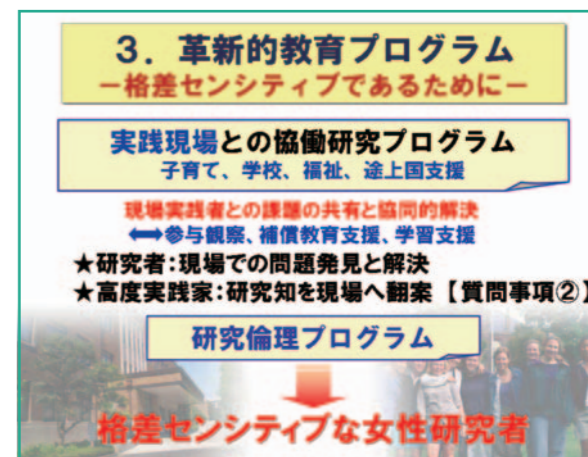 3．革新的教育プログラム
－格差センシティブであるために－
実践現場との協働研究プログラム
子育て、学校、福祉、途上国支援
現場実践者との課題の共有と協同的解決
⟷参与観察、補償教育支援、学習支援
★研究者：現場での問題発見と解決
★高度実践家：研究知を現場へ翻案【質問事項②】
研究倫理プログラム
格差センシティブな女性研究者